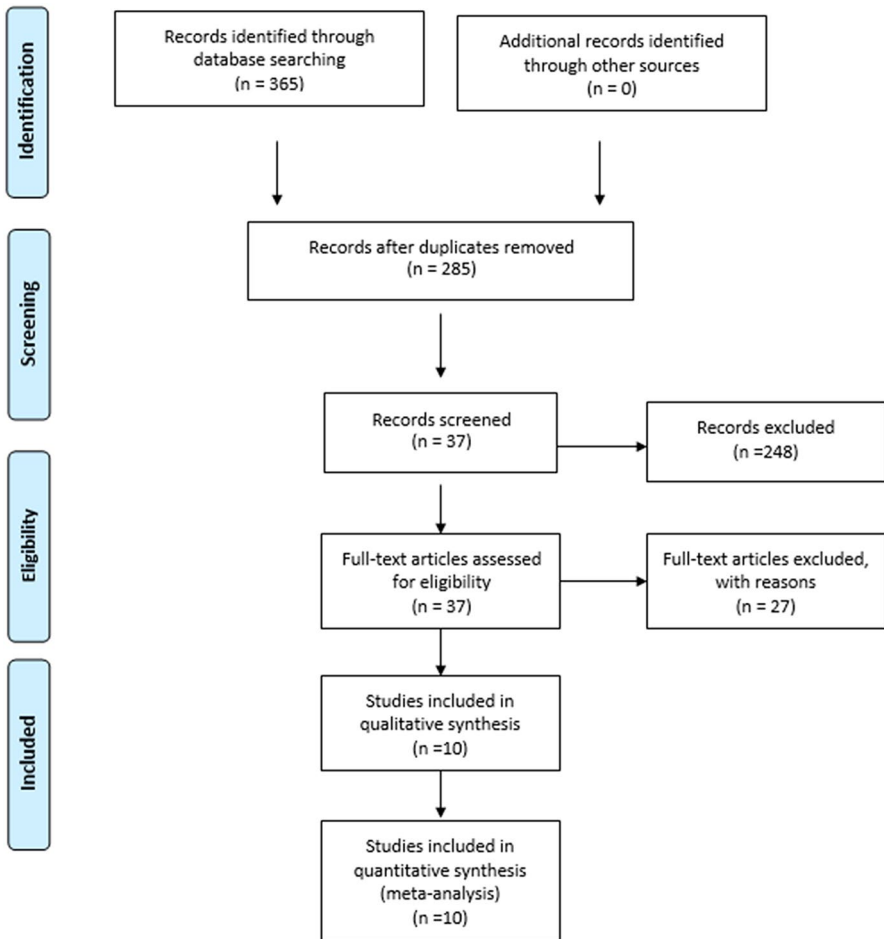 Identification
Records identified through
database searching
(n = 365)
Additional records identified
through other sources
(n = 0)
Screening
Records after duplicates removed
(n = 285)
Records screened
(n = 37)
Records excluded
(n =248)
Eligibility
Full-text articles assessed
for eligibility
(n = 37)
Full-text articles excluded,
with reasons
(n = 27)
Included
Studies included in
qualitative synthesis
(n =10)
Studies included in
quantitative synthesis
(meta-analysis)
(n =10)